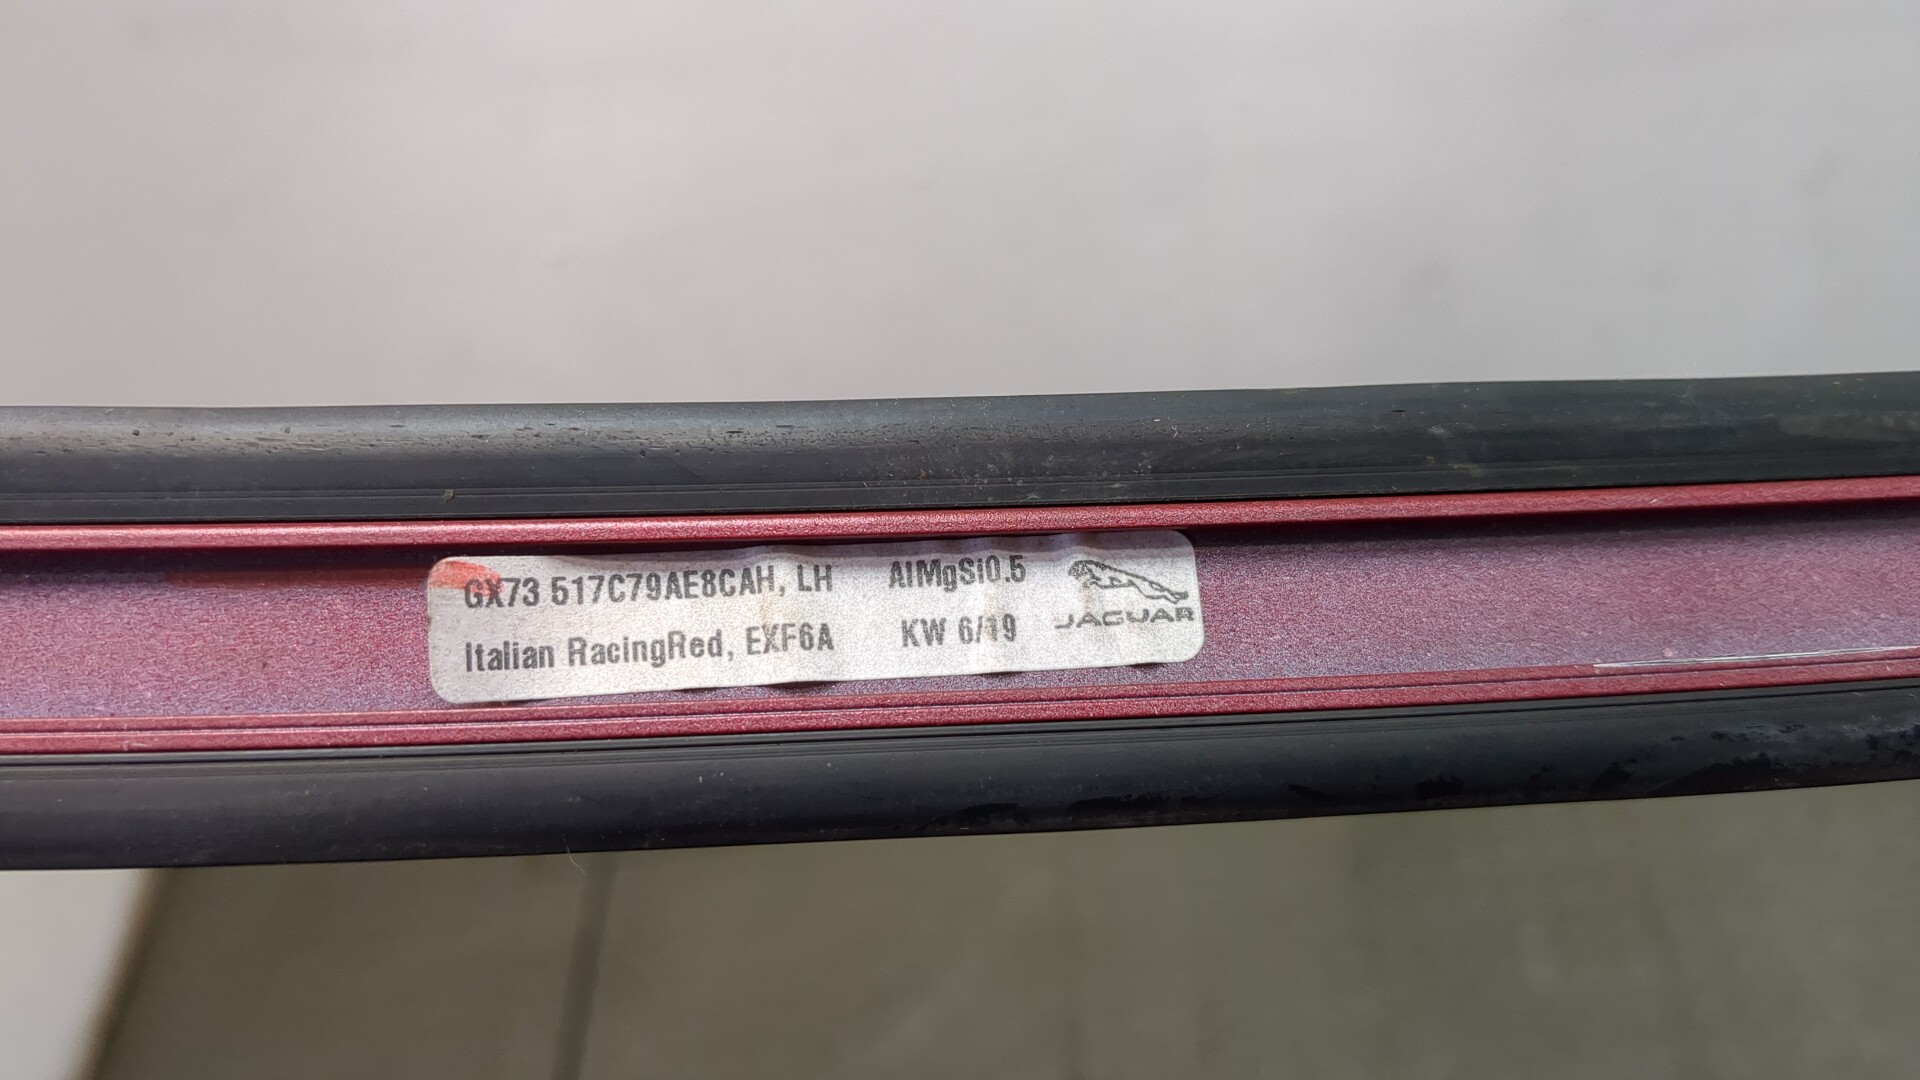 GX73 517C79AE8CAH, LH AlMgSi0.5
Italian RacingRed, EXF6A KW 6/19
JAGUAR